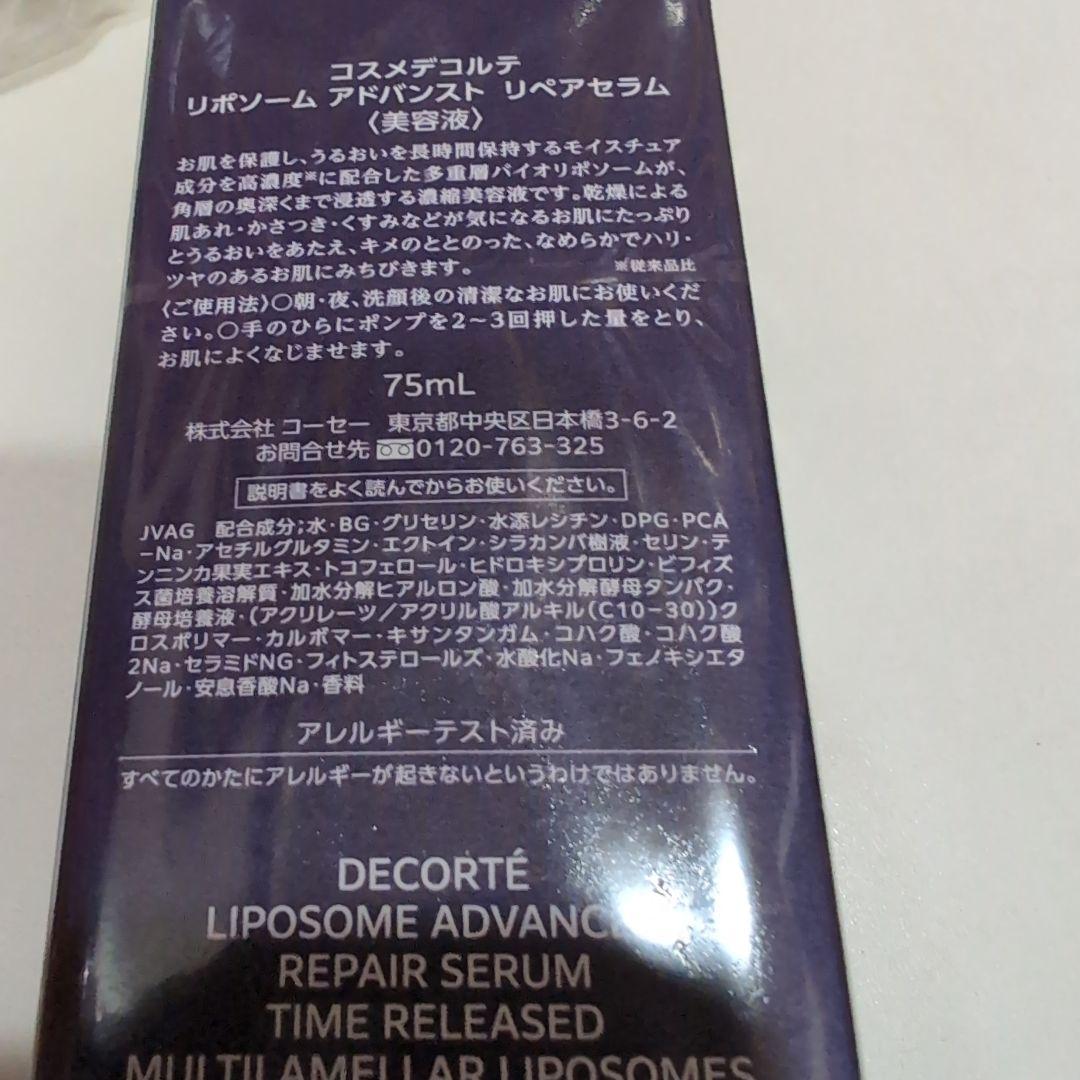 コスメデコルテ
リポソーム アドバンスト リペアセラム
〈美容液〉
お肌を保護し、うるおいを長時間保持するモイスチュア
成分を高濃度※に配合した多重層バイオリポソームが、
角層の奥深くまで浸透する濃縮美容液です。乾燥による
肌あれ・かさつき・くすみなどが気になるお肌にたっぷり
とうるおいをあたえ、キメのととのった、なめらかでハリ・
ツヤのあるお肌にみちびきます。 ※従来品比
〈ご使用法〉○朝・夜、洗顔後の清潔なお肌にお使いくだ
さい。○手のひらにポンプを2～3回押した量をとり、
お肌によくなじませます。
75mL
株式会社 コーセー 東京都中央区日本橋3-6-2
お問合せ先 0120-763-325
説明書をよく読んでからお使いください。
JVAG 配合成分;水・BG・グリセリン・水添レシチン・DPG・PCA
-Na・アセチルグルタミン・エクトイン・シラカンバ樹液・セリン・テ
ンニンカ果実エキス・トコフェロール・ヒドロキシプロリン・ビフィズ
ス菌培養溶解質・加水分解ヒアルロン酸・加水分解酵母タンパク・
酵母培養液・(アクリレーツ/アクリル酸アルキル(C10-30))ク
ロスポリマー・カルボマー・キサンタンガム・コハク酸・コハク酸
2Na・セラミドNG・フィトステロールズ・水酸化Na・フェノキシエタ
ノール・安息香酸Na・香料
アレルギーテスト済み
すべてのかたにアレルギーが起きないというわけではありません。
DECORTÉ
LIPOSOME ADVANC
REPAIR SERUM
TIME RELEASED
MULTILAMELLAR LIPOSOMES